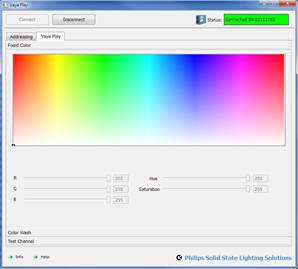 Vaya Play
Connect
Disconnect
Status:
Addressing
Vaya Play
Fixed Color
R
255
Hue
255
G
255
Saturation
255
B
255
Color Wash
Test Channel
Info
Help
Philips Solid State Lighting Solutions